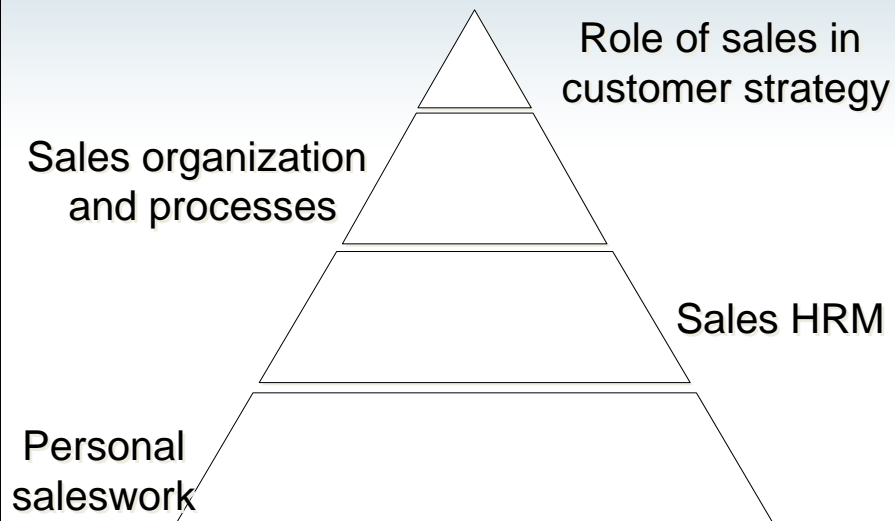 Role of sales in
customer strategy
Sales organization
and processes
Sales HRM
Personal
saleswork